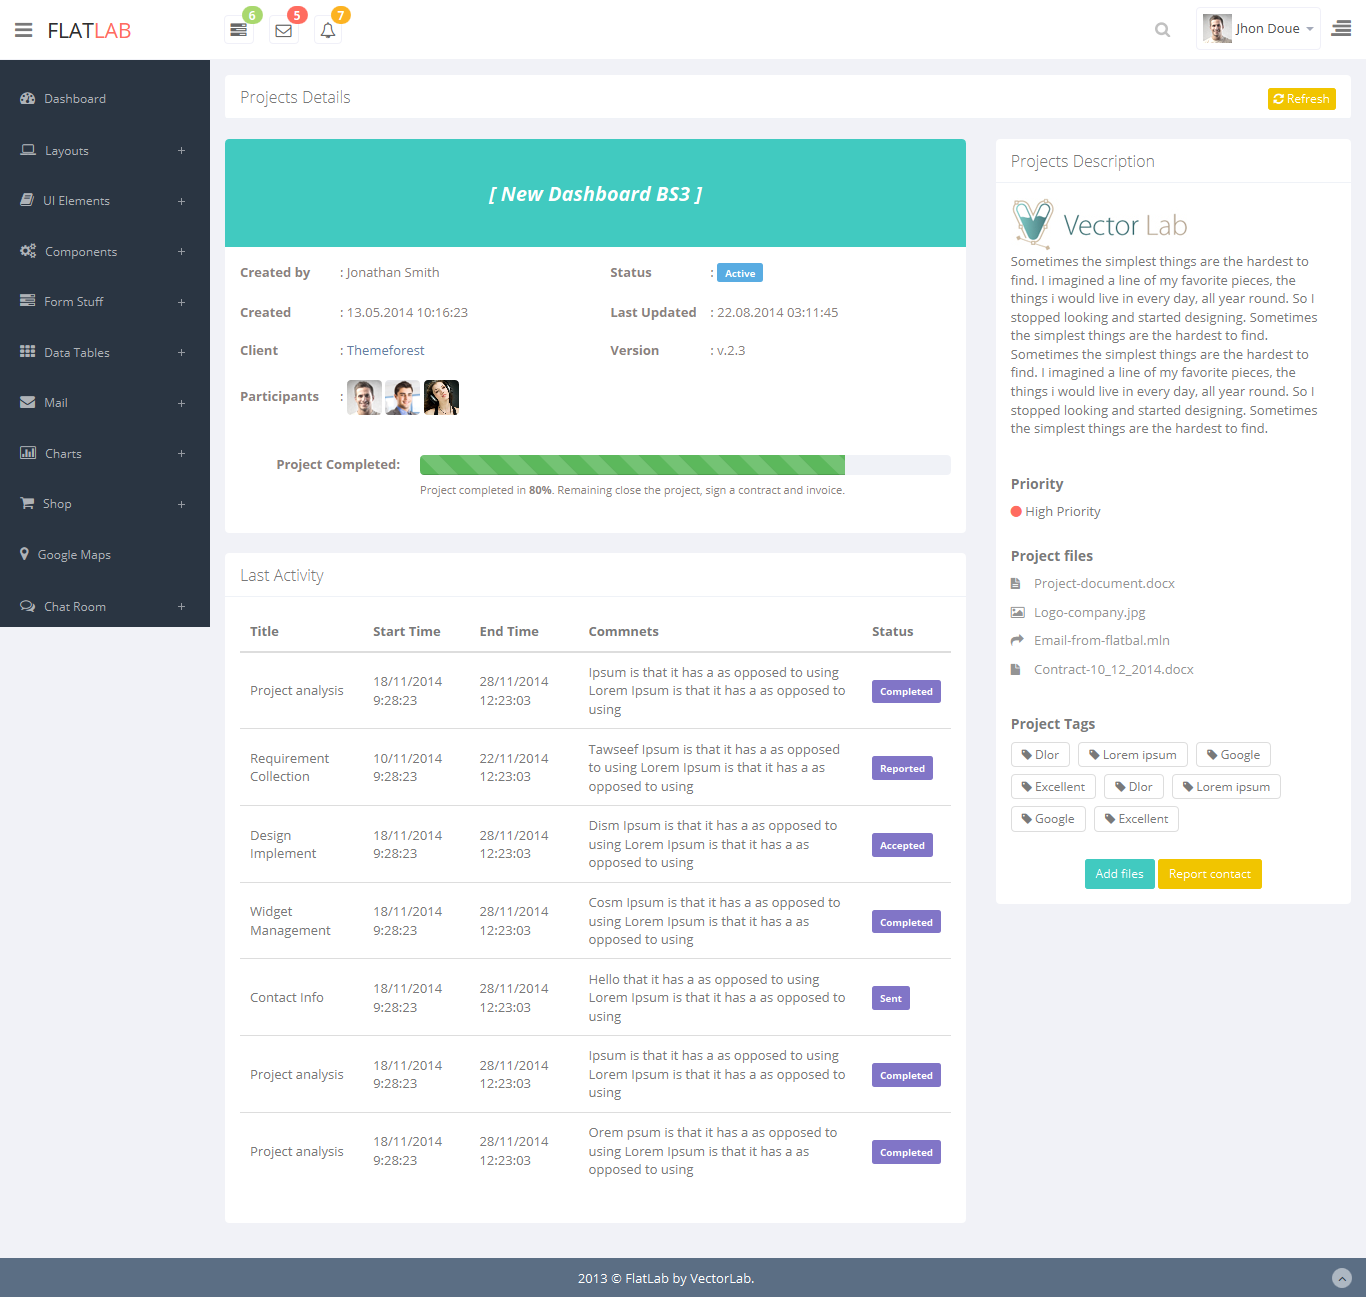 FLATLAB
6
5
7
Jhon Doue
Dashboard
Layouts +
UI Elements +
Components +
Form Stuff +
Data Tables +
Mail +
Charts +
Shop +
Google Maps
Chat Room +
Projects Details
Refresh
[ New Dashboard BS3 ]
Created by : Jonathan Smith
Status : Active
Created : 13.05.2014 10:16:23
Last Updated : 22.08.2014 03:11:45
Client : Themeforest
Version : v.2.3
Participants :
Project Completed:
Project completed in 80%. Remaining close the project, sign a contract and invoice.
Last Activity
Title Start Time End Time Commnets Status
Project analysis
18/11/2014
9:28:23
28/11/2014
12:23:03
Ipsum is that it has a as opposed to using
Lorem Ipsum is that it has a as opposed to
using
Completed
Requirement
Collection
10/11/2014
9:28:23
22/11/2014
12:23:03
Tawseef Ipsum is that it has a as opposed
to using Lorem Ipsum is that it has a as
opposed to using
Reported
Design
Implement
18/11/2014
9:28:23
28/11/2014
12:23:03
Dism Ipsum is that it has a as opposed to
using Lorem Ipsum is that it has a as
opposed to using
Accepted
Widget
Management
18/11/2014
9:28:23
28/11/2014
12:23:03
Cosm Ipsum is that it has a as opposed to
using Lorem Ipsum is that it has a as
opposed to using
Completed
Contact Info
18/11/2014
9:28:23
28/11/2014
12:23:03
Hello that it has a as opposed to using
Lorem Ipsum is that it has a as opposed to
using
Sent
Project analysis
18/11/2014
9:28:23
28/11/2014
12:23:03
Ipsum is that it has a as opposed to using
Lorem Ipsum is that it has a as opposed to
using
Completed
Project analysis
18/11/2014
9:28:23
28/11/2014
12:23:03
Orem psum is that it has a as opposed to
using Lorem Ipsum is that it has a as
opposed to using
Completed
Projects Description
Vector Lab
Sometimes the simplest things are the hardest to
find. I imagined a line of my favorite pieces, the
things i would live in every day, all year round. So I
stopped looking and started designing. Sometimes
the simplest things are the hardest to find.
Sometimes the simplest things are the hardest to
find. I imagined a line of my favorite pieces, the
things i would live in every day, all year round. So I
stopped looking and started designing. Sometimes
the simplest things are the hardest to find.
Priority
High Priority
Project files
Project-document.docx
Logo-company.jpg
Email-from-flatbal.mln
Contract-10_12_2014.docx
Project Tags
Dlor Lorem ipsum Google
Excellent Dlor Lorem ipsum
Google Excellent
Add files Report contact
2013 © FlatLab by VectorLab.